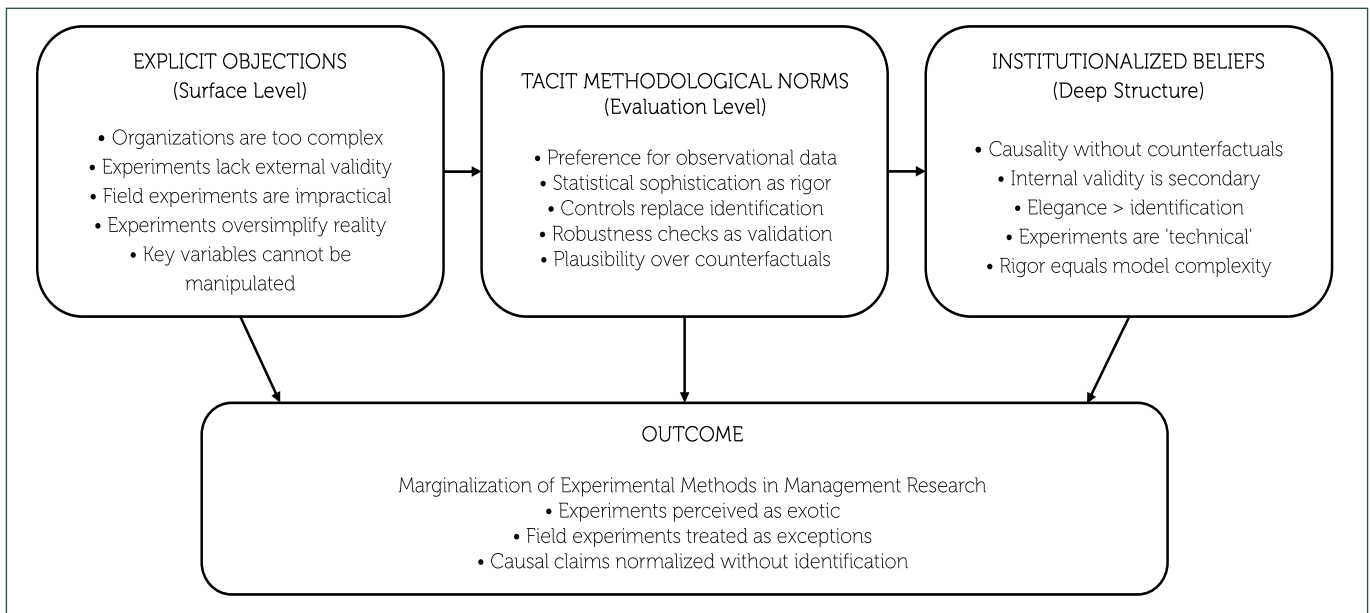 EXPLICIT OBJECTIONS
(Surface Level)
• Organizations are too complex
• Experiments lack external validity
• Field experiments are impractical
• Experiments oversimplify reality
• Key variables cannot be
manipulated
TACIT METHODOLOGICAL NORMS
(Evaluation Level)
• Preference for observational data
• Statistical sophistication as rigor
• Controls replace identification
• Robustness checks as validation
• Plausibility over counterfactuals
INSTITUTIONALIZED BELIEFS
(Deep Structure)
• Causality without counterfactuals
• Internal validity is secondary
• Elegance > identification
• Experiments are 'technical'
• Rigor equals model complexity
OUTCOME
Marginalization of Experimental Methods in Management Research
• Experiments perceived as exotic
• Field experiments treated as exceptions
• Causal claims normalized without identification